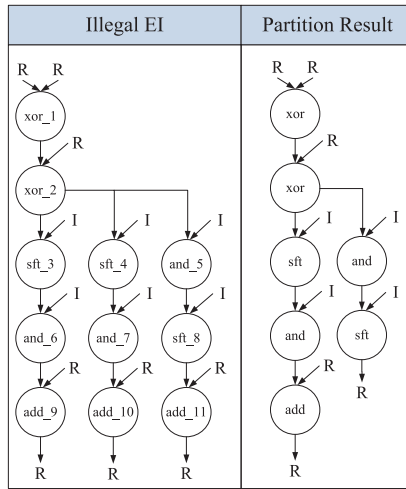 Illegal EI
Partition Result
R R
xor_1
R
xor_2
I I I
sft_3 sft_4 and_5
I I I
and_6 and_7 sft_8
R R R
add_9 add_10 add_11
R R R
R R
xor
R
xor
I I
sft and
I I
and sft
R R
add
R